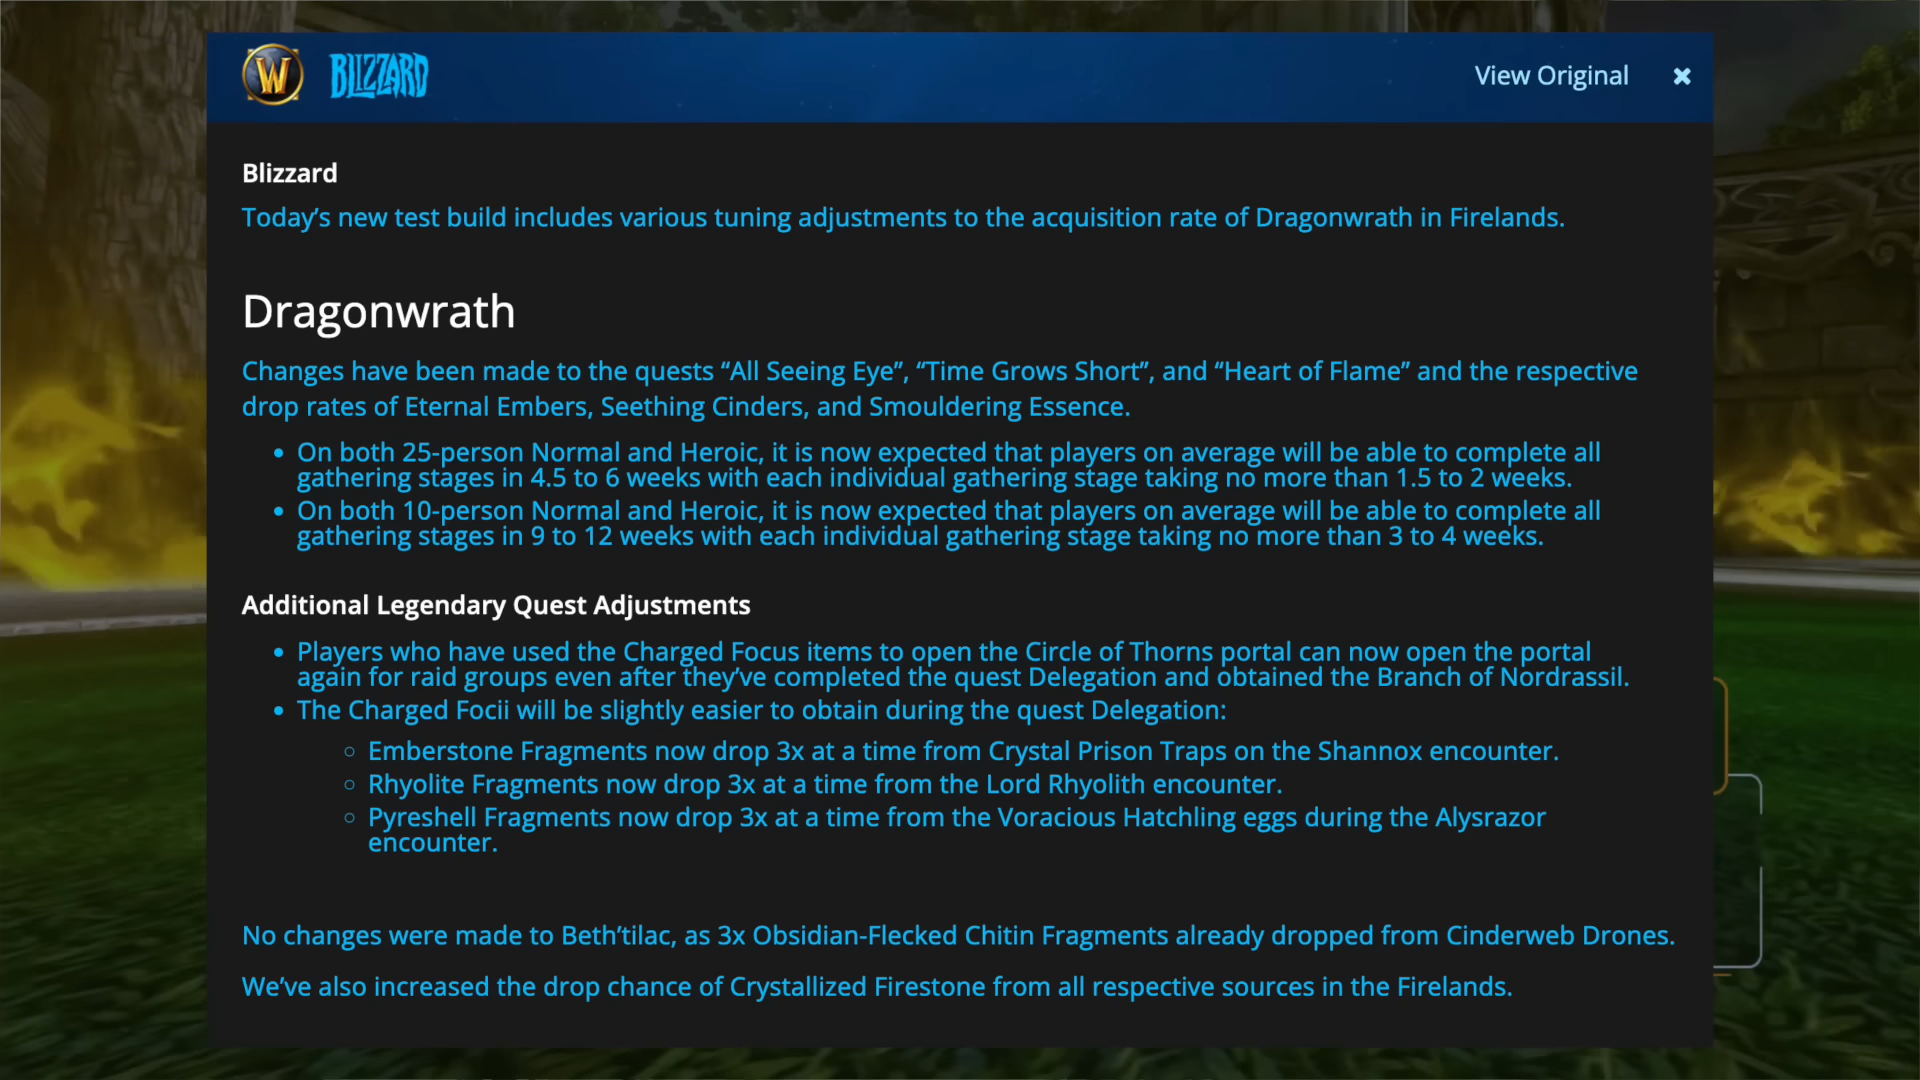 W BLIZZARD
View Original ✖
Blizzard
Today’s new test build includes various tuning adjustments to the acquisition rate of Dragonwrath in Firelands.
Dragonwrath
Changes have been made to the quests “All Seeing Eye”, “Time Grows Short”, and “Heart of Flame” and the respective
drop rates of Eternal Embers, Seething Cinders, and Smouldering Essence.
• On both 25-person Normal and Heroic, it is now expected that players on average will be able to complete all
gathering stages in 4.5 to 6 weeks with each individual gathering stage taking no more than 1.5 to 2 weeks.
• On both 10-person Normal and Heroic, it is now expected that players on average will be able to complete all
gathering stages in 9 to 12 weeks with each individual gathering stage taking no more than 3 to 4 weeks.
Additional Legendary Quest Adjustments
• Players who have used the Charged Focus items to open the Circle of Thorns portal can now open the portal
again for raid groups even after they’ve completed the quest Delegation and obtained the Branch of Nordrassil.
• The Charged Focii will be slightly easier to obtain during the quest Delegation:
○ Emberstone Fragments now drop 3x at a time from Crystal Prison Traps on the Shannox encounter.
○ Rhyolite Fragments now drop 3x at a time from the Lord Rhyolith encounter.
○ Pyreshell Fragments now drop 3x at a time from the Voracious Hatchling eggs during the Alysrazor
encounter.
No changes were made to Beth’tilac, as 3x Obsidian-Flecked Chitin Fragments already dropped from Cinderweb Drones.
We’ve also increased the drop chance of Crystallized Firestone from all respective sources in the Firelands.